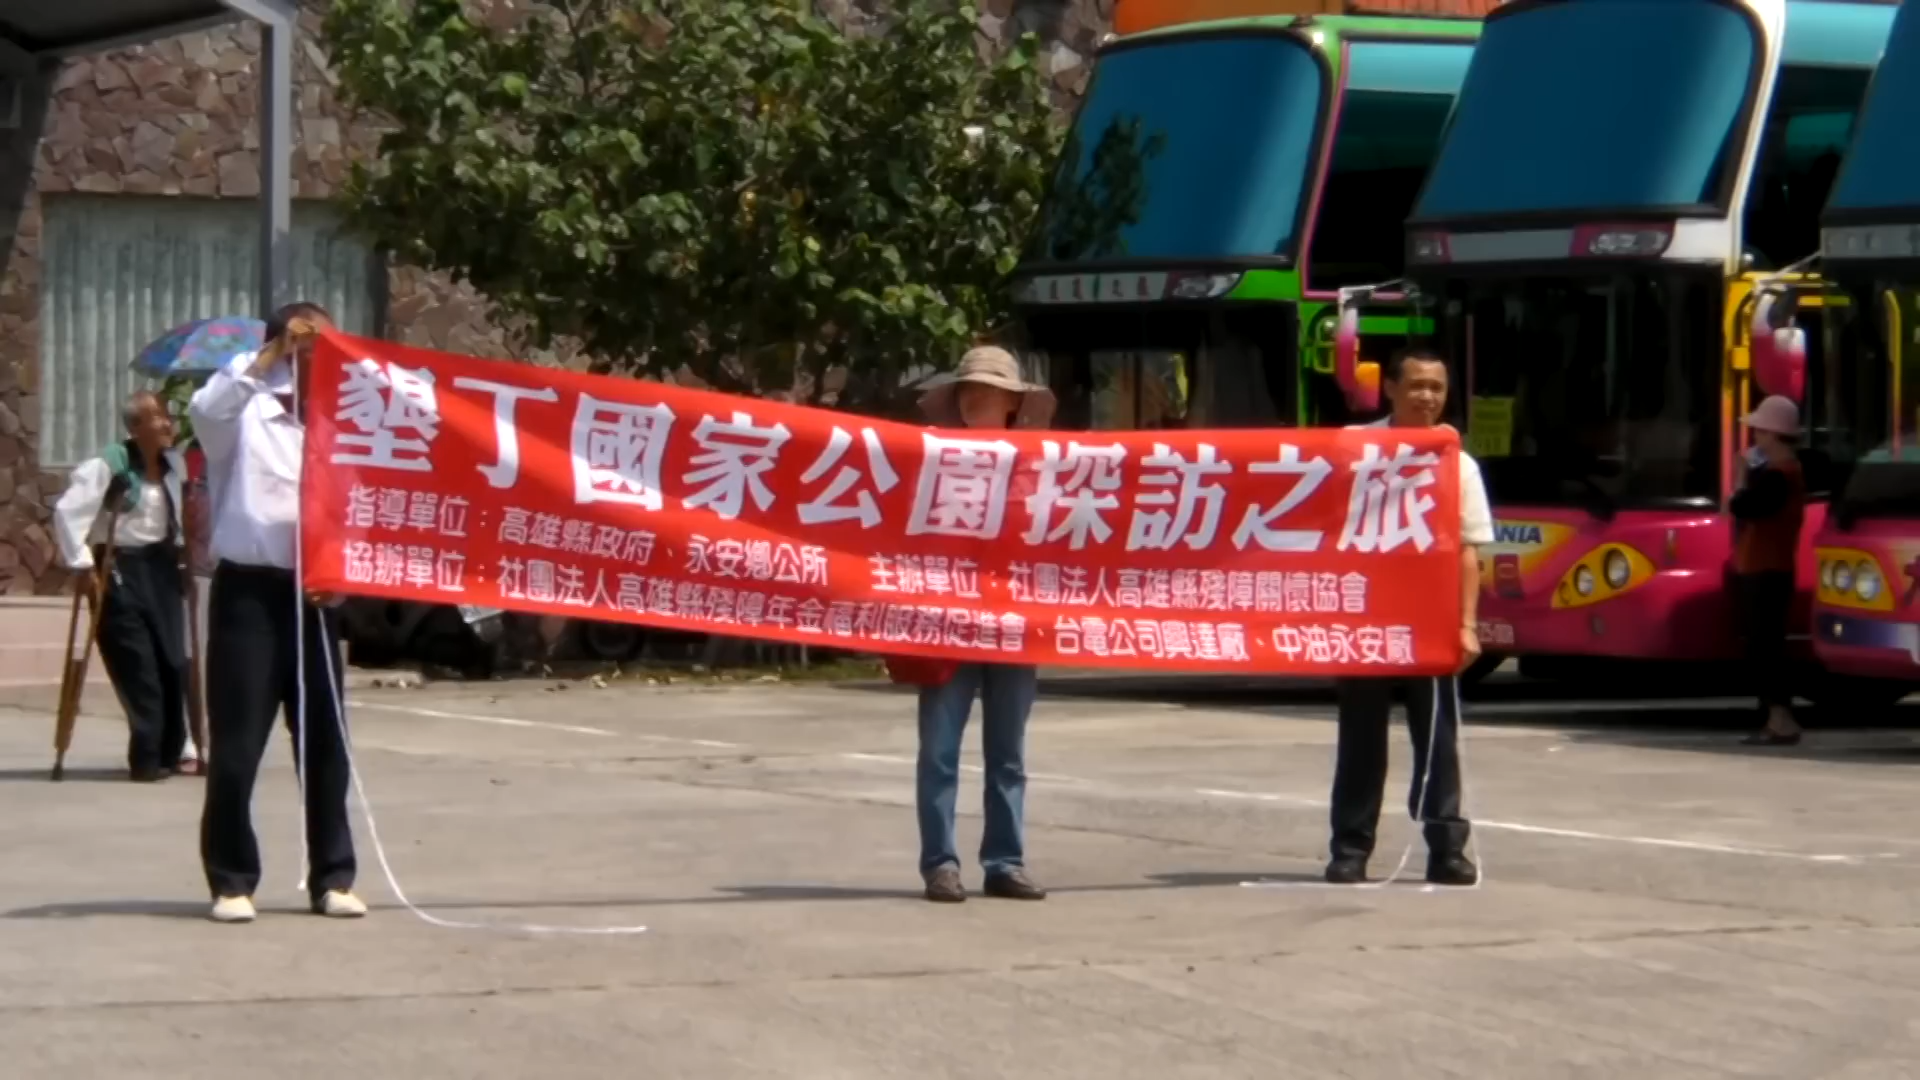 墾丁國家公園探訪之旅
指導單位：高雄縣政府、永安鄉公所　主辦單位：社團法人高雄縣殘障關懷協會
協辦單位：社團法人高雄縣殘障年金福利服務促進會、台電公司興達廠、中油永安廠